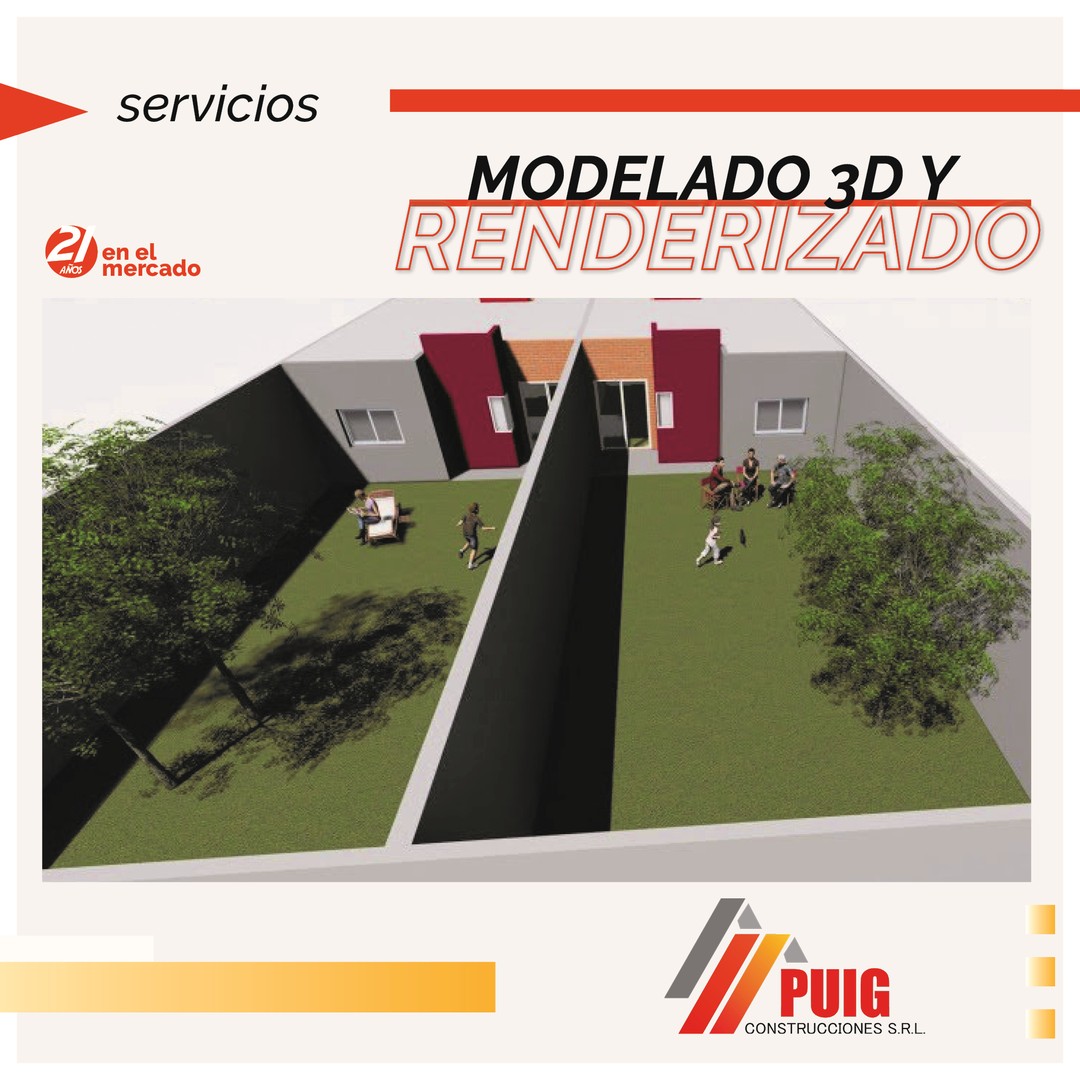 servicios
MODELADO 3D Y
RENDERIZADO
21
AÑOS
en el
mercado
PUIG
CONSTRUCCIONES S.R.L.